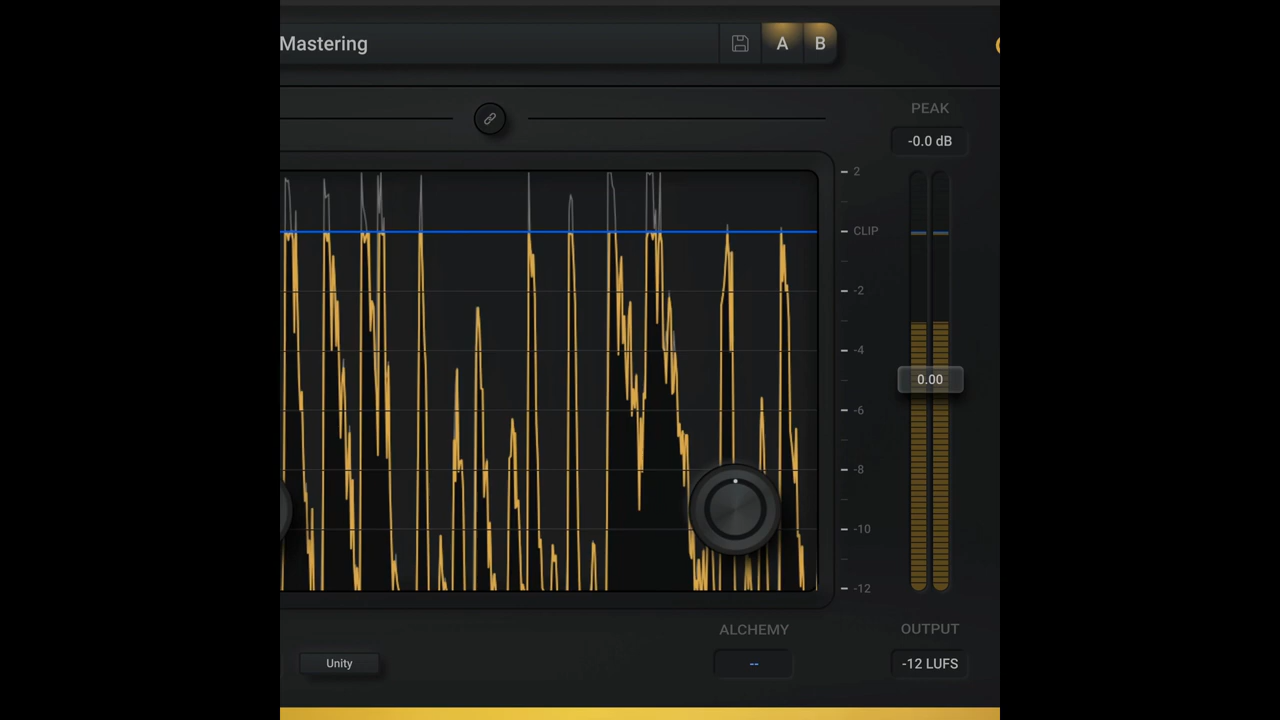 Mastering
A B
PEAK
-0.0 dB
2
CLIP
-2
-4
0.00
-6
-8
-10
-12
ALCHEMY
OUTPUT
Unity
--
-12 LUFS